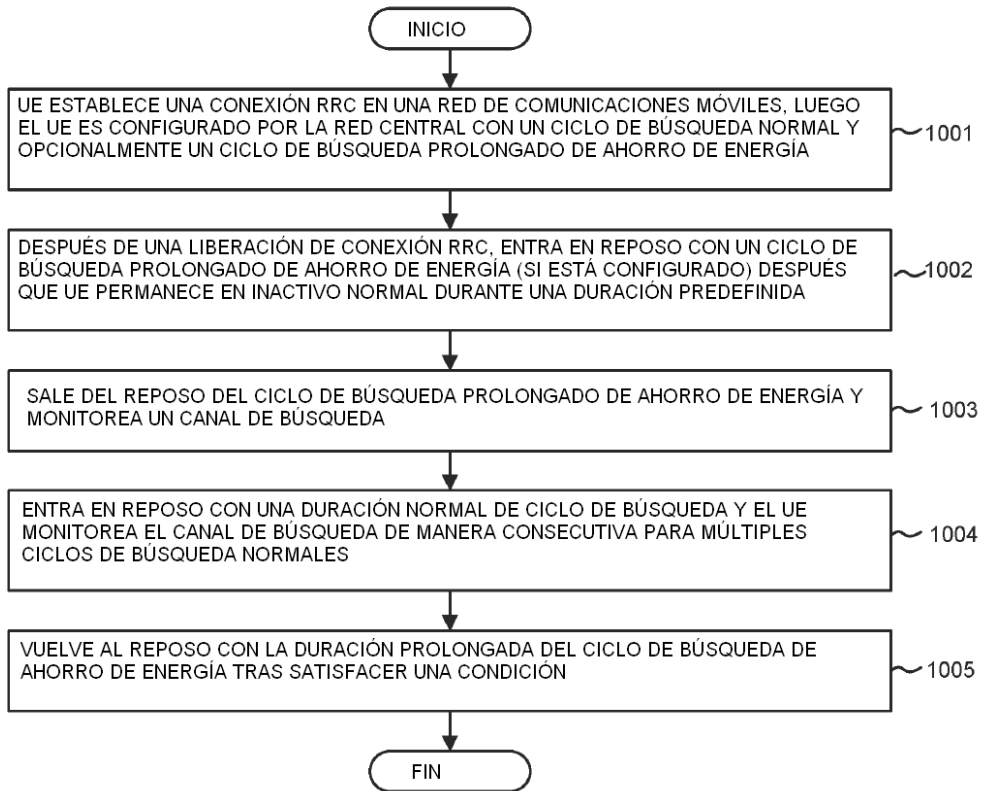 INICIO
UE ESTABLECE UNA CONEXIÓN RRC EN UNA RED DE COMUNICACIONES MÓVILES, LUEGO
EL UE ES CONFIGURADO POR LA RED CENTRAL CON UN CICLO DE BÚSQUEDA NORMAL Y
OPCIONALMENTE UN CICLO DE BÚSQUEDA PROLONGADO DE AHORRO DE ENERGÍA
1001
DESPUÉS DE UNA LIBERACIÓN DE CONEXIÓN RRC, ENTRA EN REPOSO CON UN CICLO DE
BÚSQUEDA PROLONGADO DE AHORRO DE ENERGÍA (SI ESTÁ CONFIGURADO) DESPUÉS
QUE UE PERMANECE EN INACTIVO NORMAL DURANTE UNA DURACIÓN PREDEFINIDA
1002
SALE DEL REPOSO DEL CICLO DE BÚSQUEDA PROLONGADO DE AHORRO DE ENERGÍA Y
MONITOREA UN CANAL DE BÚSQUEDA
1003
ENTRA EN REPOSO CON UNA DURACIÓN NORMAL DE CICLO DE BÚSQUEDA Y EL UE
MONITOREA EL CANAL DE BÚSQUEDA DE MANERA CONSECUTIVA PARA MÚLTIPLES
CICLOS DE BÚSQUEDA NORMALES
1004
VUELVE AL REPOSO CON LA DURACIÓN PROLONGADA DEL CICLO DE BÚSQUEDA DE
AHORRO DE ENERGÍA TRAS SATISFACER UNA CONDICIÓN
1005
FIN